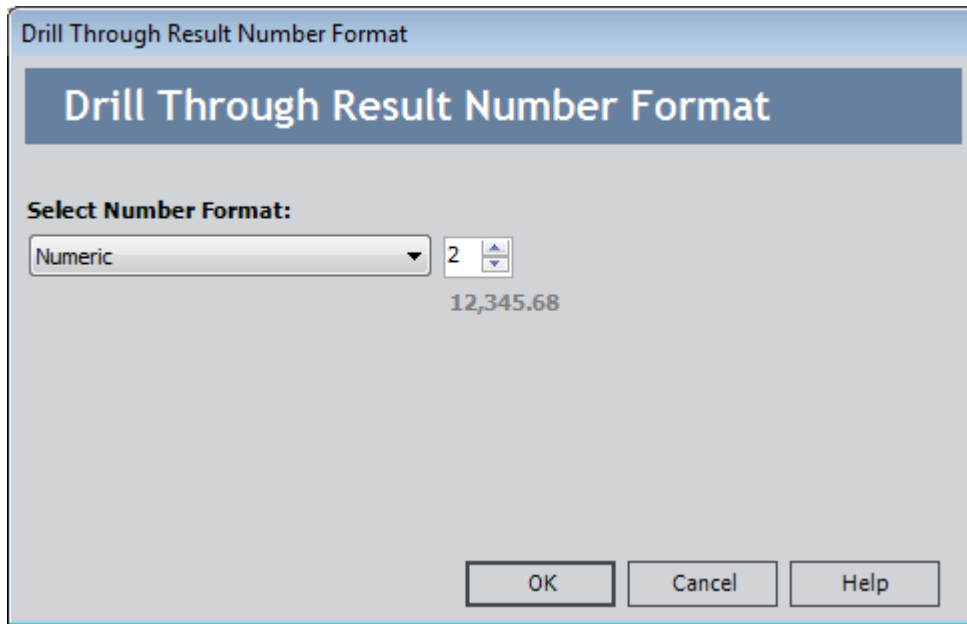 Drill Through Result Number Format
Drill Through Result Number Format
Select Number Format:
Numeric 2
12,345.68
OK Cancel Help